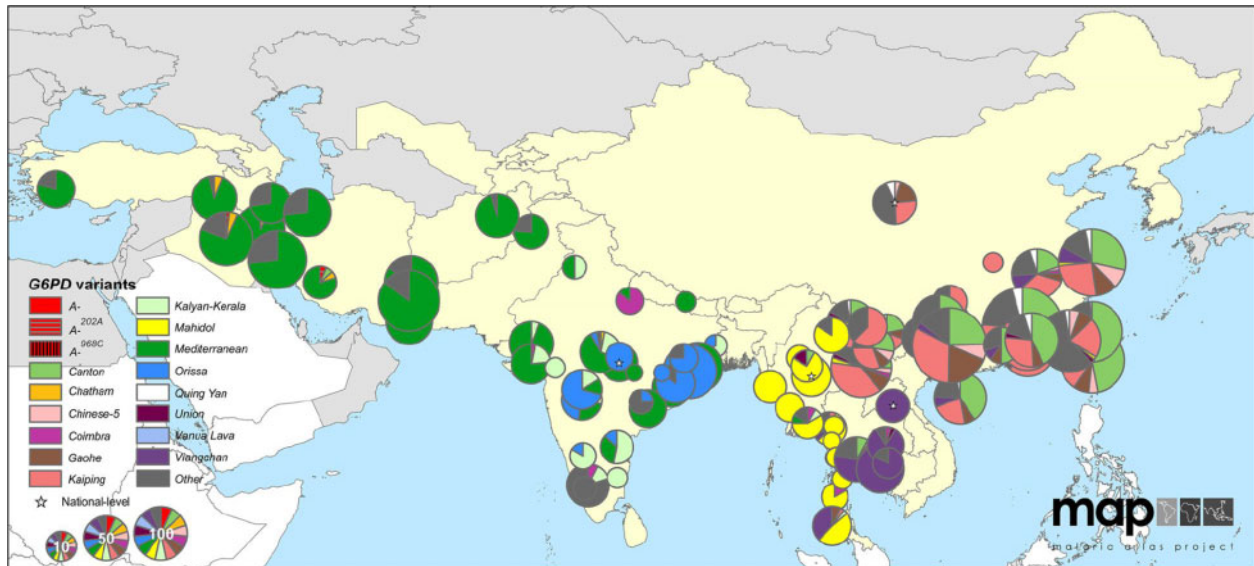 G6PD variants
A-
A-202A
A-968C
Canton
Chatham
Chinese-5
Coimbra
Gaohe
Kaiping
Kalyan-Kerala
Mahidol
Mediterranean
Orissa
Quing Yan
Union
Vanua Lava
Viangchan
Other
National-level
10
50
100
map
malaria atlas project